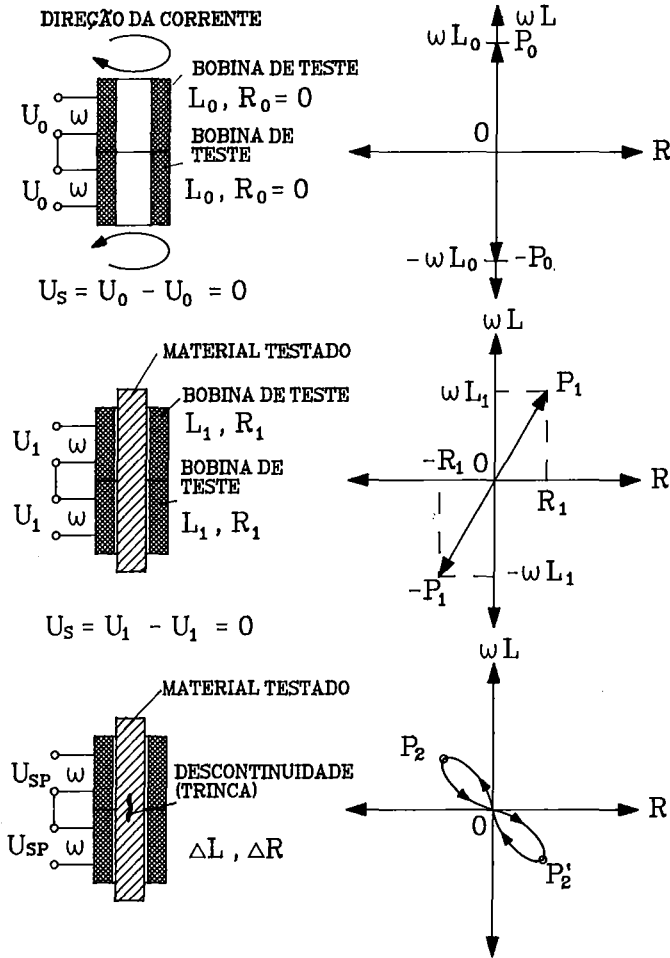 DIREÇÃO DA CORRENTE
BOBINA DE TESTE
L₀, R₀ = 0
BOBINA DE
TESTE
L₀, R₀ = 0
U₀
ω
U₀
ω
U_S = U₀ - U₀ = 0
ωL
ωL₀
P₀
0
R
-ωL₀
-P₀
MATERIAL TESTADO
BOBINA DE TESTE
L₁, R₁
BOBINA DE
TESTE
L₁, R₁
U₁
ω
U₁
ω
U_S = U₁ - U₁ = 0
ωL
ωL₁
P₁
-R₁
0
R₁
R
-P₁
-ωL₁
MATERIAL TESTADO
DESCONTINUIDADE
(TRINCA)
U_SP
ω
U_SP
ω
△L, △R
ωL
P₂
0
R
P₂'